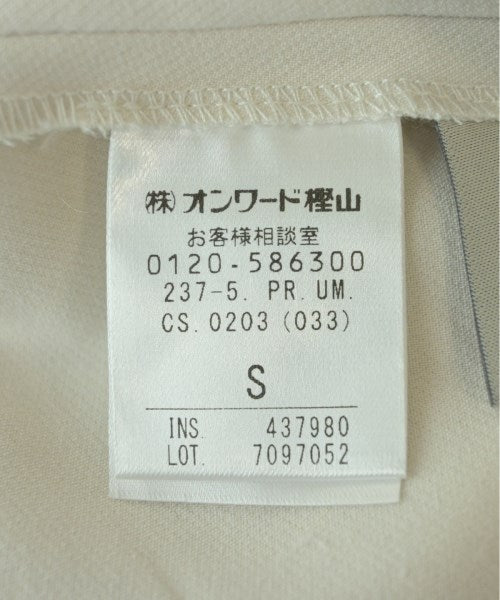 (株)オンワード樫山
お客様相談室
0120-586300
237-5. PR. UM.
CS. 0203 (033)
S
INS. 437980
LOT. 7097052